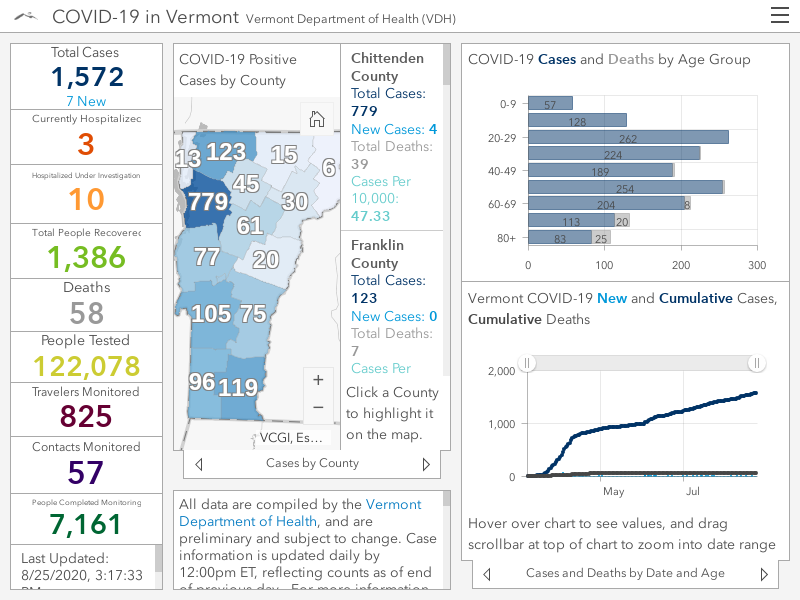 COVID-19 in Vermont Vermont Department of Health (VDH)
Total Cases
1,572
7 New
Currently Hospitalized
3
Hospitalized Under Investigation
10
Total People Recovered
1,386
Deaths
58
People Tested
122,078
Travelers Monitored
825
Contacts Monitored
57
People Completed Monitoring
7,161
Last Updated:
8/25/2020, 3:17:33
PM
COVID-19 Positive
Cases by County
13
123
15
6
45
779
30
61
77
20
105
75
96
119
+
−
VCGI, Es...
Chittenden
County
Total Cases:
779
New Cases: 4
Total Deaths:
39
Cases Per
10,000:
47.33
Franklin
County
Total Cases:
123
New Cases: 0
Total Deaths:
7
Cases Per
Click a County
to highlight it
on the map.
Cases by County
All data are compiled by the Vermont
Department of Health, and are
preliminary and subject to change. Case
information is updated daily by
12:00pm ET, reflecting counts as of end
of previous day. For more information
COVID-19 Cases and Deaths by Age Group
0-9 57
128
20-29 262
224
40-49 189
254
60-69 204 8
113 20
80+ 83 25
0 100 200 300
Vermont COVID-19 New and Cumulative Cases,
Cumulative Deaths
2,000
1,000
0
May Jul
Hover over chart to see values, and drag
scrollbar at top of chart to zoom into date range
Cases and Deaths by Date and Age